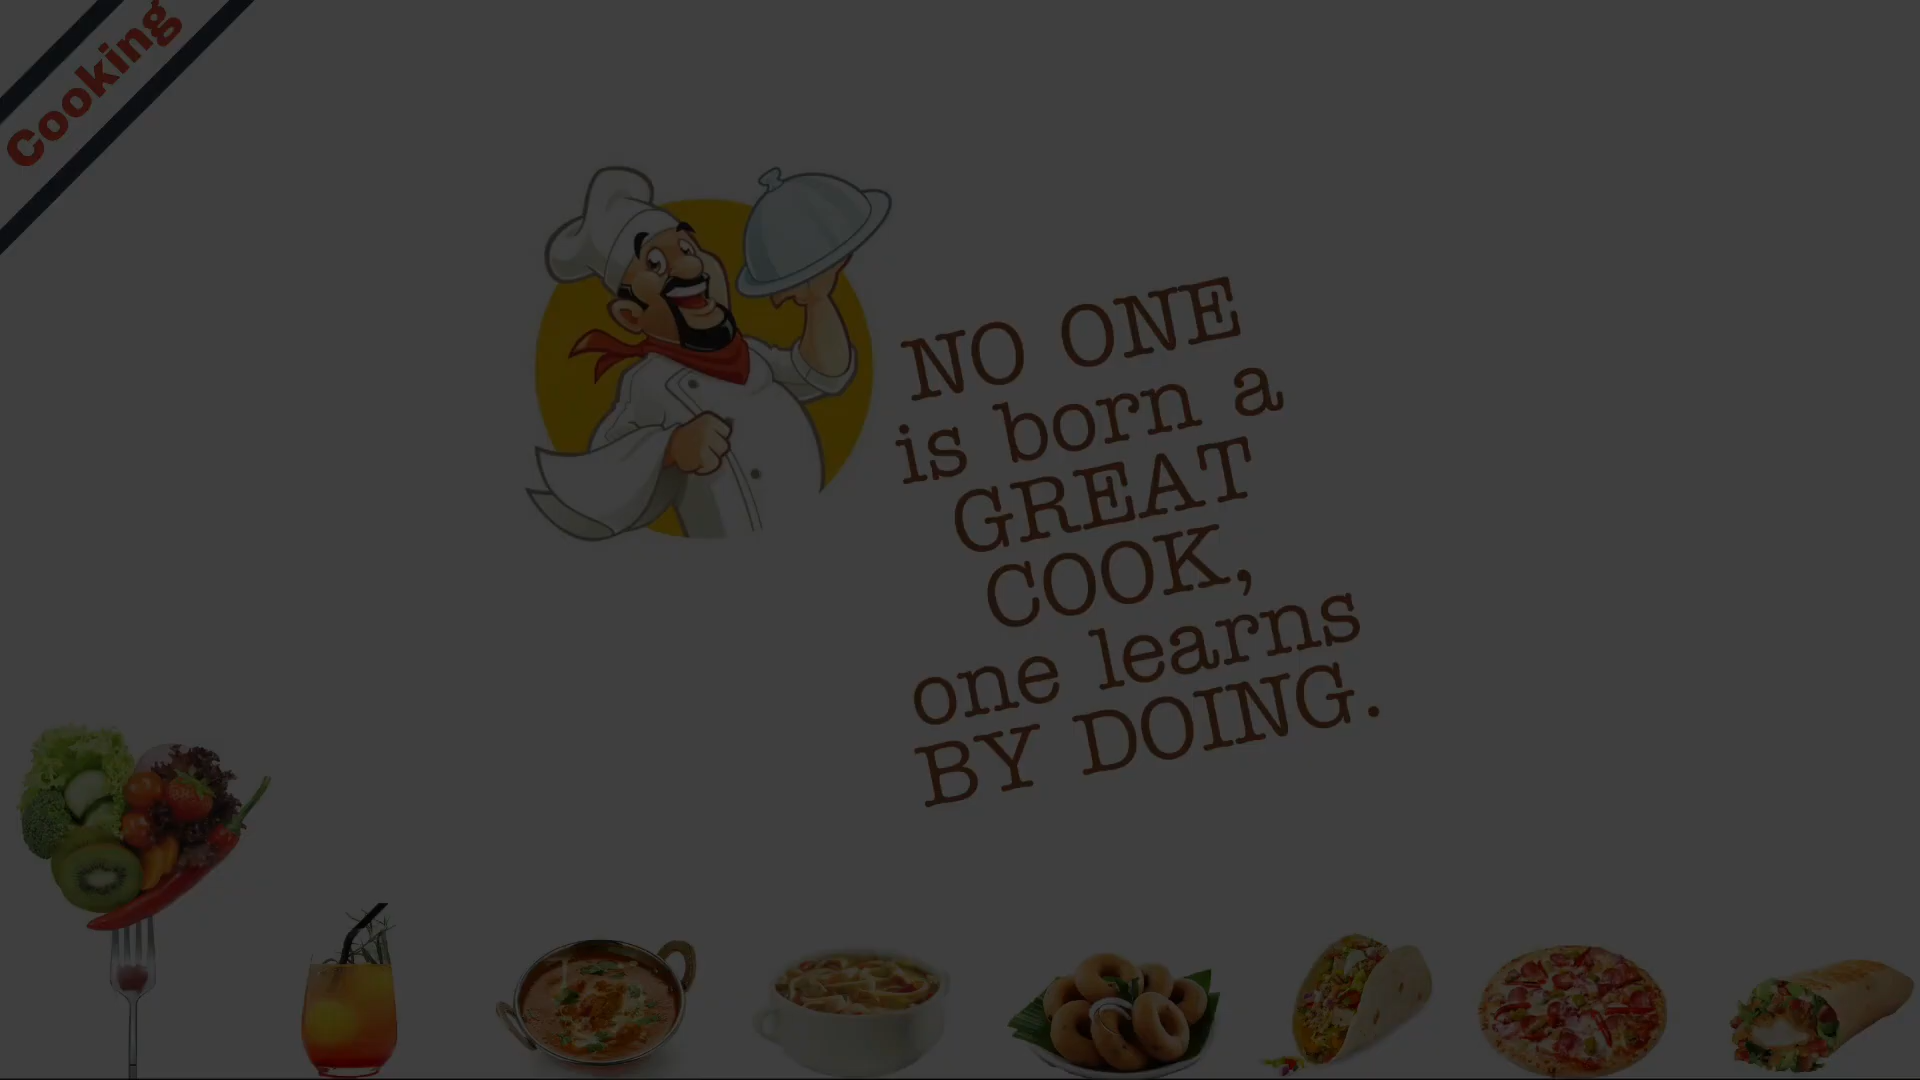 Cooking
NO ONE
is born a
GREAT
COOK,
one learns
BY DOING.